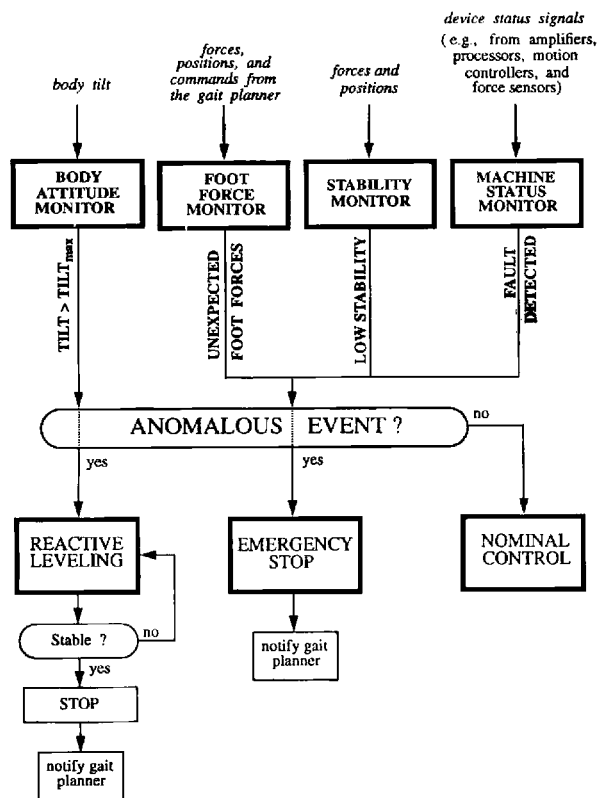 device status signals
( e.g., from amplifiers,
processors, motion
controllers, and
force sensors)
forces,
positions, and
commands from
the gait planner
forces and
positions
body tilt
BODY
ATTITUDE
MONITOR
FOOT
FORCE
MONITOR
STABILITY
MONITOR
MACHINE
STATUS
MONITOR
TILT > TILTmax
UNEXPECTED
FOOT FORCES
LOW STABILITY
FAULT
DETECTED
ANOMALOUS EVENT ?
no
yes
yes
REACTIVE
LEVELING
EMERGENCY
STOP
NOMINAL
CONTROL
Stable ?
no
notify gait
planner
yes
STOP
notify gait
planner